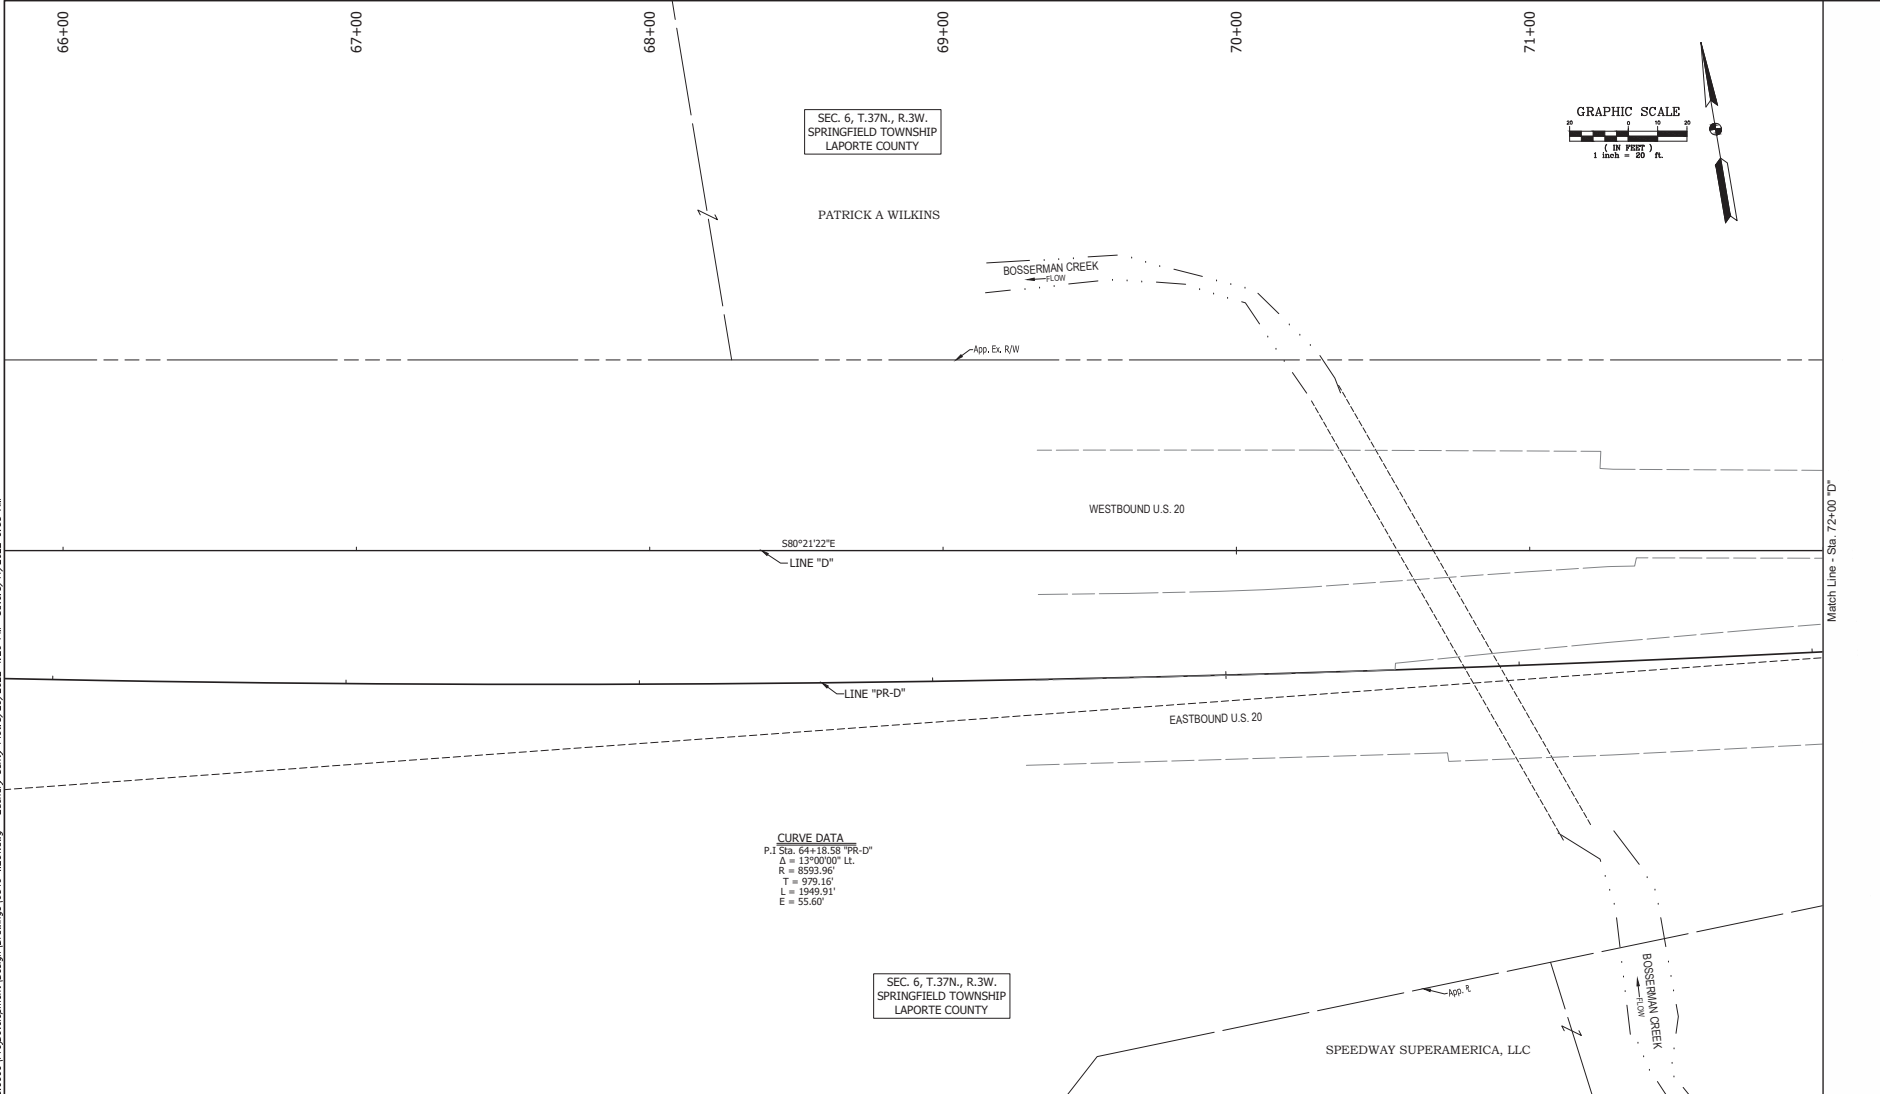 66+00
67+00
68+00
69+00
70+00
71+00
SEC. 6, T.37N., R.3W.
SPRINGFIELD TOWNSHIP
LAPORTE COUNTY
GRAPHIC SCALE
20 0 10 20
( IN FEET )
1 inch = 20 ft.
PATRICK A WILKINS
BOSSERMAN CREEK
FLOW
App. Ex. R/W
WESTBOUND U.S. 20
Match Line - Sta. 72+00 "D"
S80°21'22"E
LINE "D"
LINE "PR-D"
EASTBOUND U.S. 20
CURVE DATA
P.I Sta. 64+18.58 "PR-D"
Δ = 13°00'00" Lt.
R = 8593.96'
T = 979.16'
L = 1949.91'
E = 55.60'
SEC. 6, T.37N., R.3W.
SPRINGFIELD TOWNSHIP
LAPORTE COUNTY
App. ℄
BOSSERMAN CREEK
FLOW
SPEEDWAY SUPERAMERICA, LLC